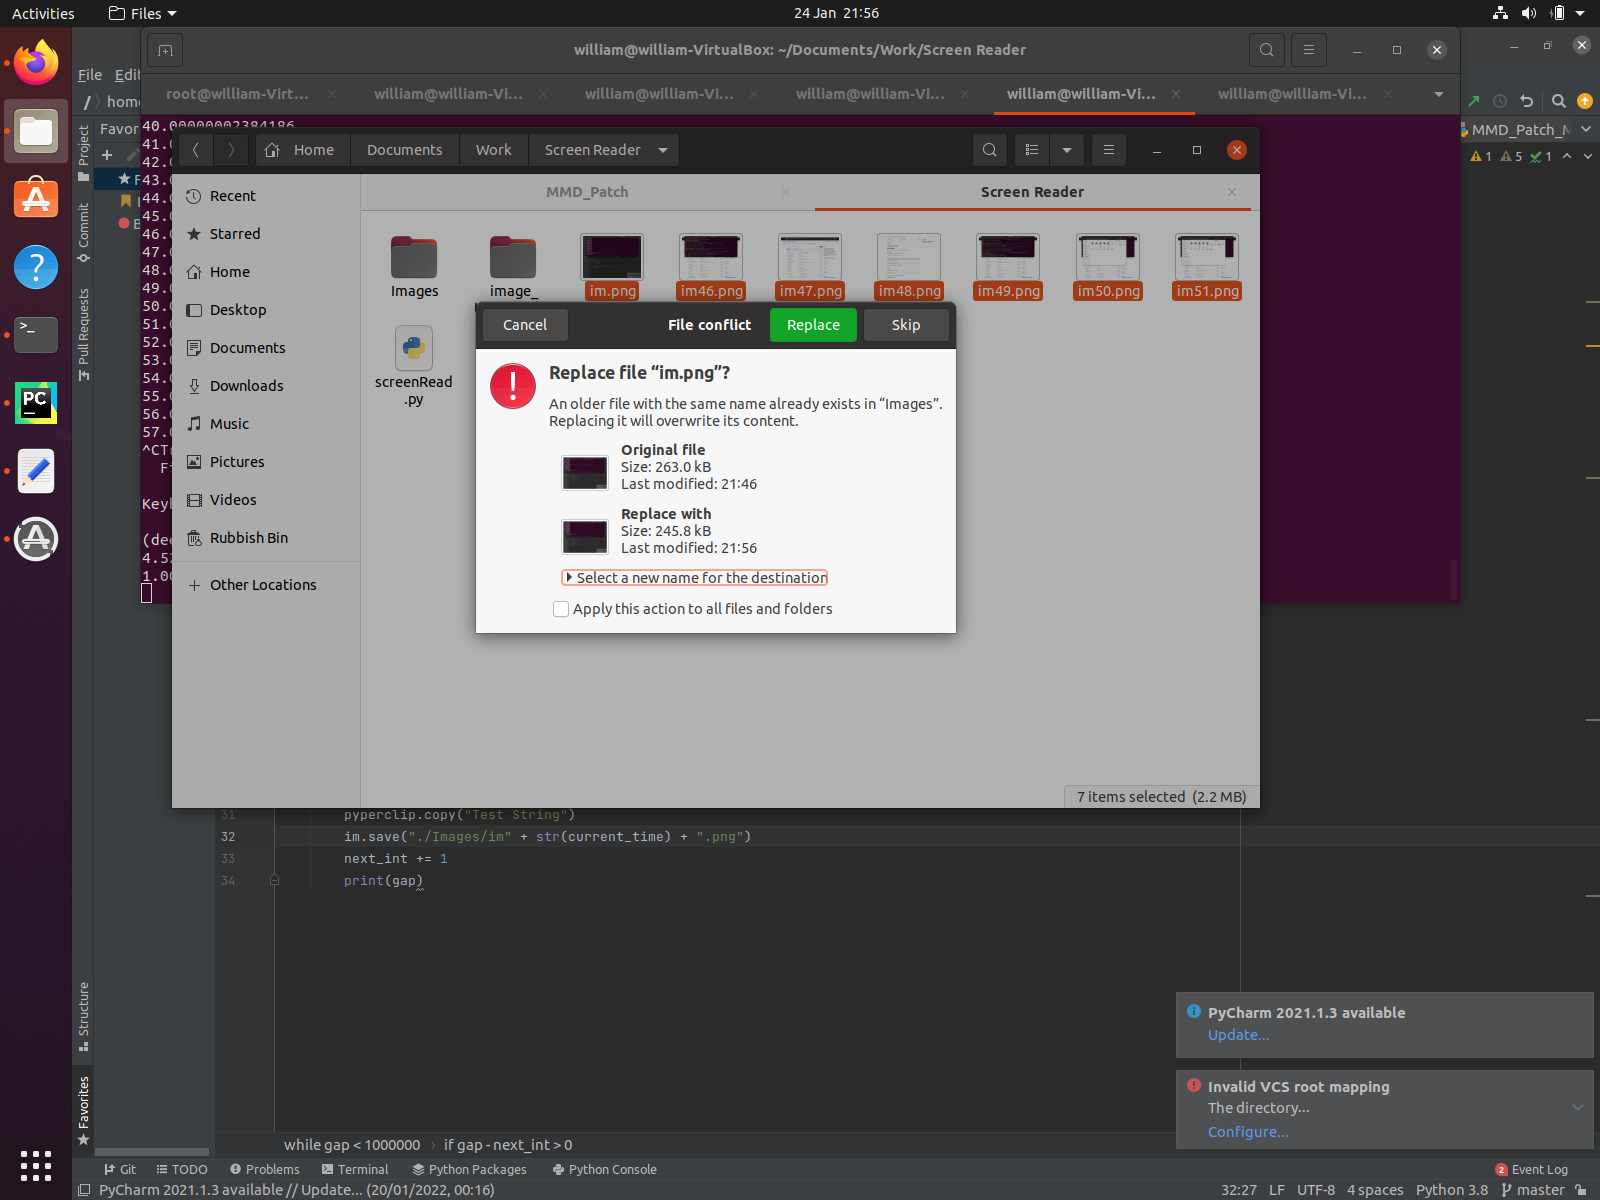 Activities
Files
24 Jan 21:56
william@william-VirtualBox: ~/Documents/Work/Screen Reader
File Edit
root@william-Virt...
william@william-Vi...
william@william-Vi...
william@william-Vi...
william@william-Vi...
william@william-Vi...
/ home
MMD_Patch_M
Favor
1 5 1
40.00000002384186
41.0
42.0
43.0
44.0
45.0
46.0
47.0
48.0
49.0
50.0
51.0
52.0
53.0
54.0
55.0
56.0
57.0
^CTr
Keyb
(dee
1.00
Project
Commit
Pull Requests
Structure
Favorites
Home
Documents
Work
Screen Reader
MMD_Patch
Screen Reader
Recent
Starred
Home
Desktop
Documents
Downloads
Music
Pictures
Videos
Rubbish Bin
Other Locations
Images
image_
im.png
im46.png
im47.png
im48.png
im49.png
im50.png
im51.png
screenRead
.py
Cancel
File conflict
Replace
Skip
Replace file “im.png”?
An older file with the same name already exists in “Images”.
Replacing it will overwrite its content.
Original file
Size: 263.0 kB
Last modified: 21:46
Replace with
Size: 245.8 kB
Last modified: 21:56
Select a new name for the destination
Apply this action to all files and folders
7 items selected (2.2 MB)
31 pyperclip.copy("Test String")
32 im.save("./Images/im" + str(current_time) + ".png")
33 next_int += 1
34 print(gap)
PyCharm 2021.1.3 available
Update...
Invalid VCS root mapping
The directory...
Configure...
while gap < 1000000 › if gap - next_int > 0
Git
TODO
Problems
Terminal
Python Packages
Python Console
2 Event Log
PyCharm 2021.1.3 available // Update... (20/01/2022, 00:16)
32:27 LF UTF-8 4 spaces Python 3.8 master